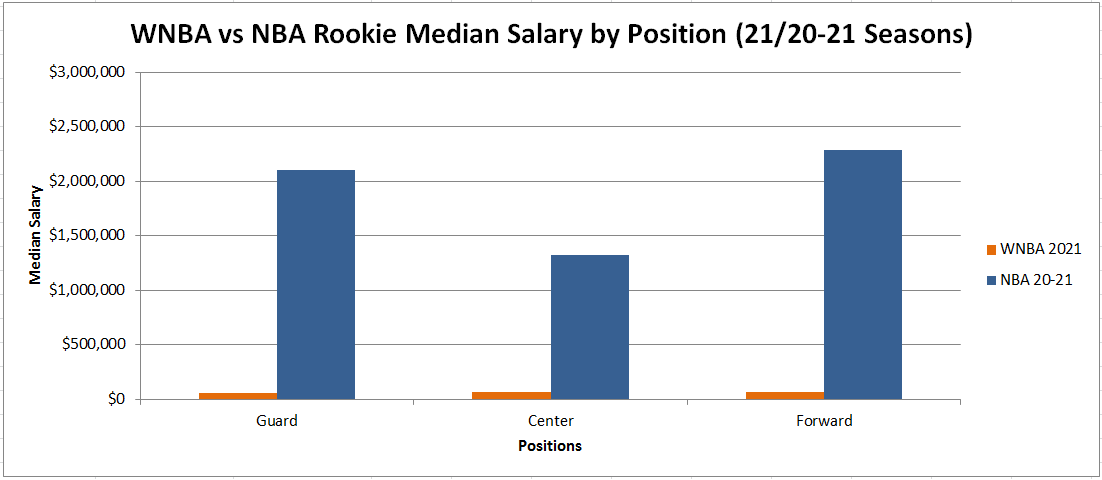 WNBA vs NBA Rookie Median Salary by Position (21/20-21 Seasons)
$3,000,000
$2,500,000
$2,000,000
$1,500,000
$1,000,000
$500,000
$0
Median Salary
Guard
Center
Forward
Positions
WNBA 2021
NBA 20-21